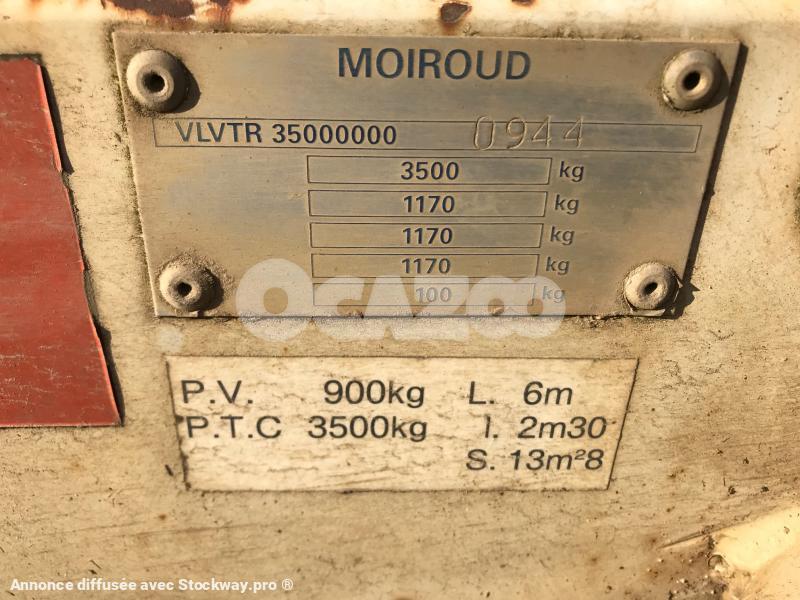 MOIROUD
VLVTR 35000000 0944
3500 kg
1170 kg
1170 kg
1170 kg
100 kg
OCAZOO
P.V. 900kg L. 6m
P.T.C 3500kg l. 2m30
S. 13m²8
Annonce diffusée avec Stockway.pro ®